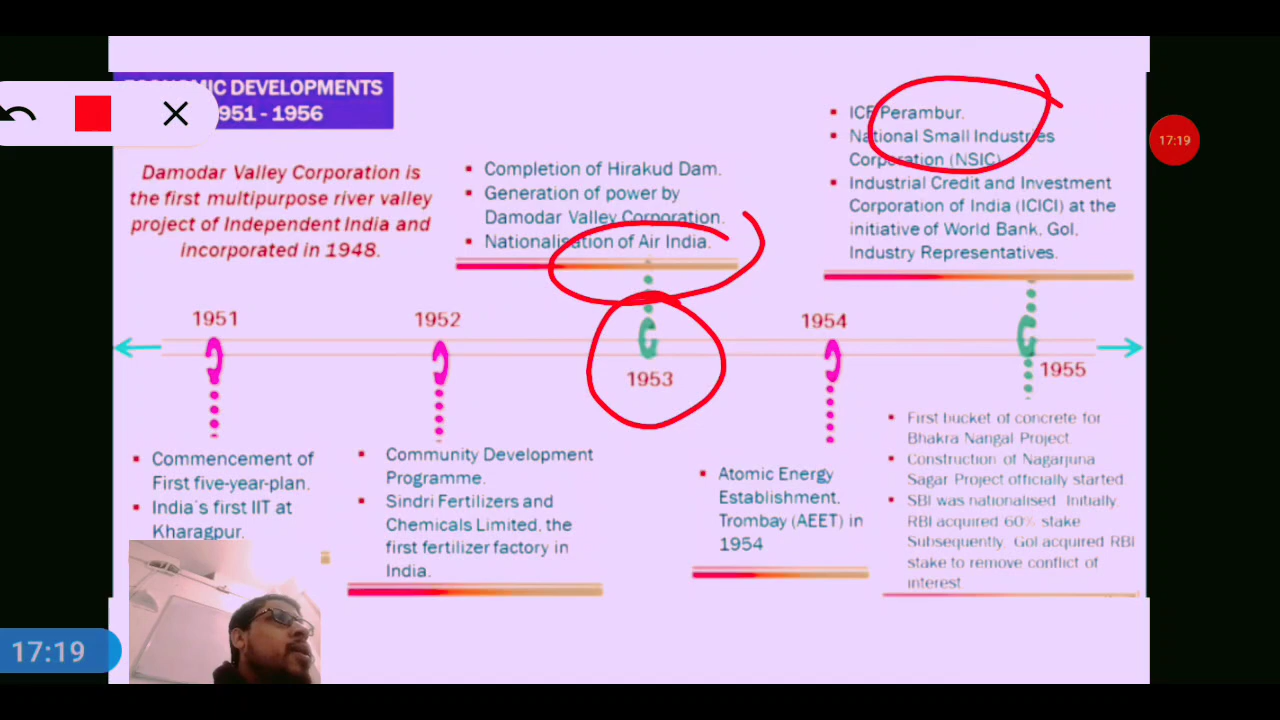 DEVELOPMENTS
1951 - 1956
Damodar Valley Corporation is
the first multipurpose river valley
project of Independent India and
incorporated in 1948.
▪ Completion of Hirakud Dam.
▪ Generation of power by
Damodar Valley Corporation.
▪ Nationalisation of Air India.
▪ ICF Perambur.
▪ National Small Industries
Corporation (NSIC)
▪ Industrial Credit and Investment
Corporation of India (ICICI) at the
initiative of World Bank, GoI,
Industry Representatives.
17:19
1951
1952
1953
1954
1955
▪ Commencement of
First five-year-plan.
▪ India's first IIT at
Kharagpur.
▪ Community Development
Programme.
▪ Sindri Fertilizers and
Chemicals Limited, the
first fertilizer factory in
India.
▪ Atomic Energy
Establishment,
Trombay (AEET) in
1954
▪ First bucket of concrete for
Bhakra Nangal Project
▪ Construction of Nagarjuna
Sagar Project officially started
▪ SBI was nationalised Initially,
RBI acquired 60% stake
Subsequently, GoI acquired RBI
stake to remove conflict of
interest
17:19